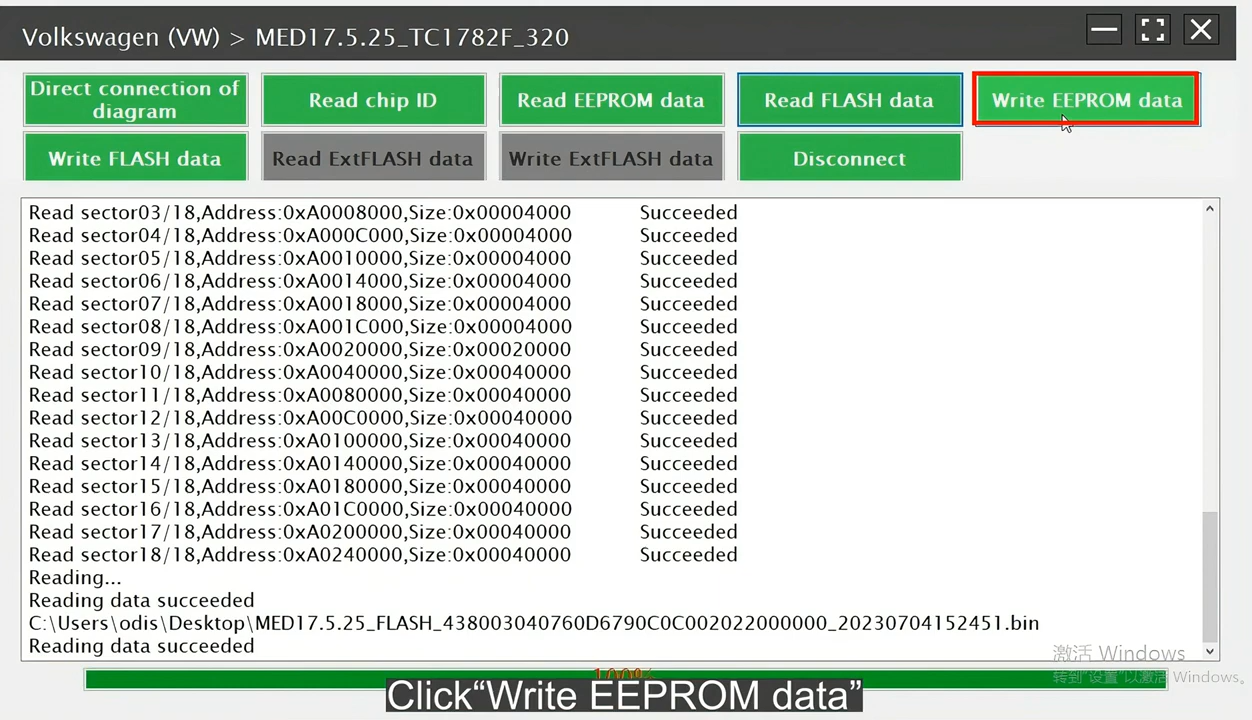 Volkswagen (VW) > MED17.5.25_TC1782F_320
Direct connection of
diagram
Read chip ID
Read EEPROM data
Read FLASH data
Write EEPROM data
Write FLASH data
Read ExtFLASH data
Write ExtFLASH data
Disconnect
Read sector03/18,Address:0xA0008000,Size:0x00004000 Succeeded
Read sector04/18,Address:0xA000C000,Size:0x00004000 Succeeded
Read sector05/18,Address:0xA0010000,Size:0x00004000 Succeeded
Read sector06/18,Address:0xA0014000,Size:0x00004000 Succeeded
Read sector07/18,Address:0xA0018000,Size:0x00004000 Succeeded
Read sector08/18,Address:0xA001C000,Size:0x00004000 Succeeded
Read sector09/18,Address:0xA0020000,Size:0x00020000 Succeeded
Read sector10/18,Address:0xA0040000,Size:0x00040000 Succeeded
Read sector11/18,Address:0xA0080000,Size:0x00040000 Succeeded
Read sector12/18,Address:0xA00C0000,Size:0x00040000 Succeeded
Read sector13/18,Address:0xA0100000,Size:0x00040000 Succeeded
Read sector14/18,Address:0xA0140000,Size:0x00040000 Succeeded
Read sector15/18,Address:0xA0180000,Size:0x00040000 Succeeded
Read sector16/18,Address:0xA01C0000,Size:0x00040000 Succeeded
Read sector17/18,Address:0xA0200000,Size:0x00040000 Succeeded
Read sector18/18,Address:0xA0240000,Size:0x00040000 Succeeded
Reading...
Reading data succeeded
C:\Users\odis\Desktop\MED17.5.25_FLASH_438003040760D6790C0C002022000000_20230704152451.bin
Reading data succeeded
激活 Windows
转到“设置”以激活 Windows。
100%
Click“Write EEPROM data”